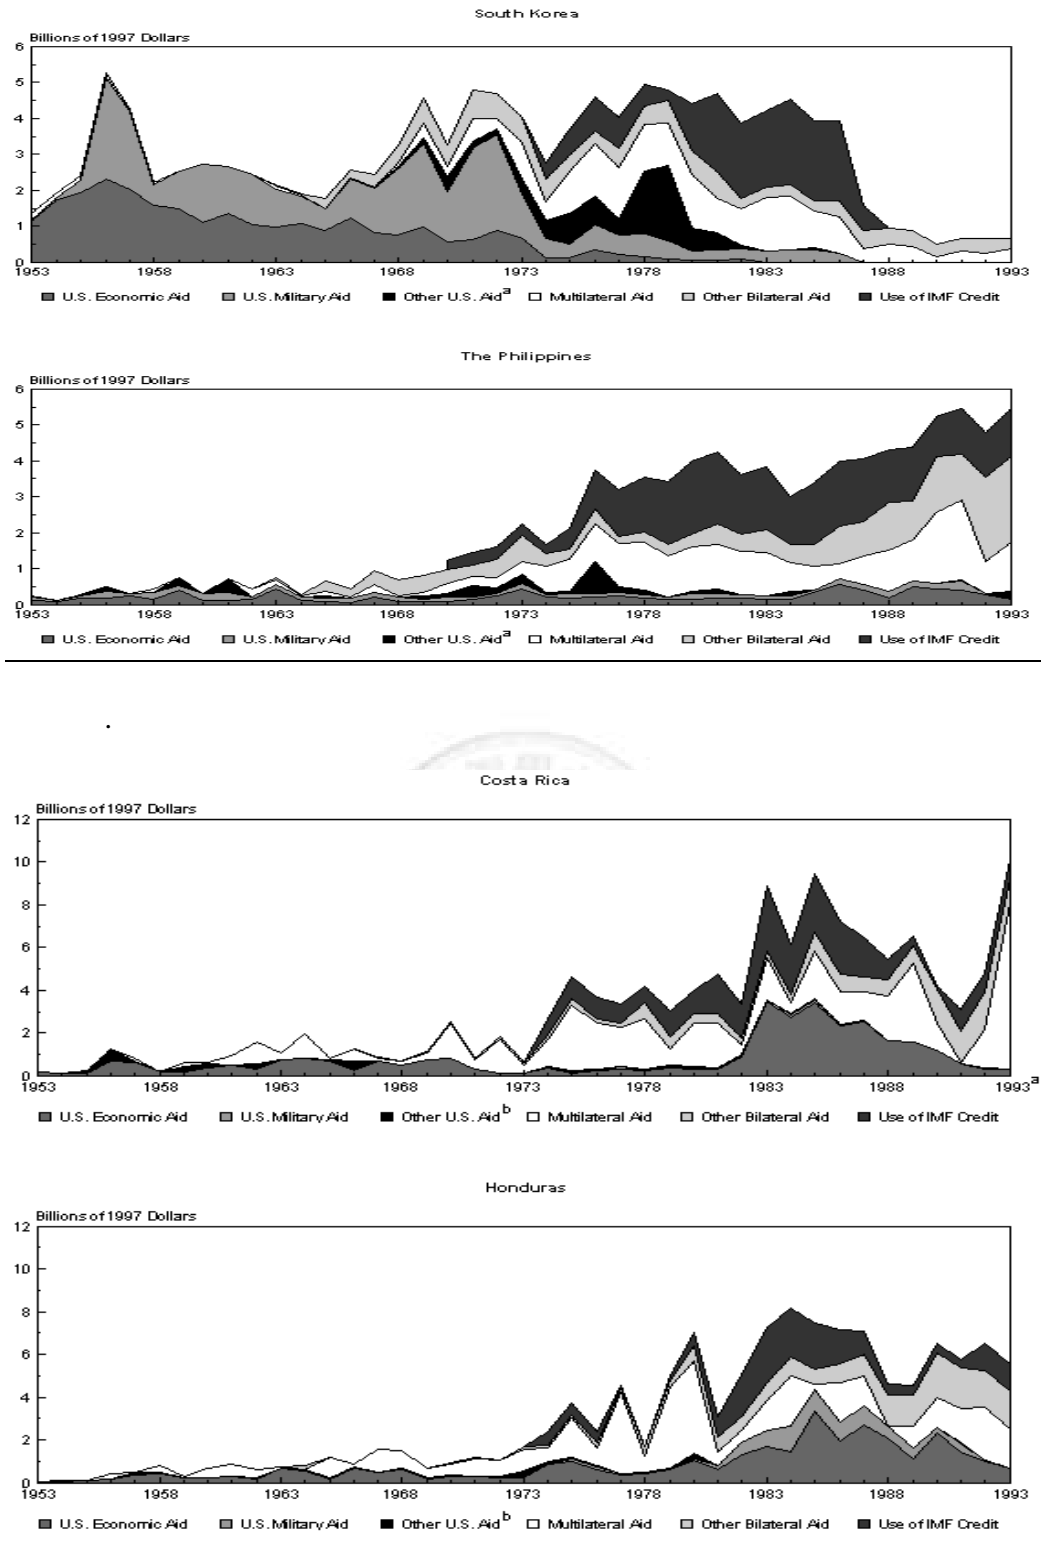 South Korea
Billions of 1997 Dollars
6
5
4
3
2
1
0
1953 1958 1963 1968 1973 1978 1983 1988 1993
U.S. Economic Aid U.S. Military Aid Other U.S. Aid a Multilateral Aid Other Bilateral Aid Use of IMF Credit
The Philippines
Billions of 1997 Dollars
6
5
4
3
2
1
0
1953 1958 1963 1968 1973 1978 1983 1988 1993
U.S. Economic Aid U.S. Military Aid Other U.S. Aid a Multilateral Aid Other Bilateral Aid Use of IMF Credit
Costa Rica
Billions of 1997 Dollars
12
10
8
6
4
2
0
1953 1958 1963 1968 1973 1978 1983 1988 1993 a
U.S. Economic Aid U.S. Military Aid Other U.S. Aid b Multilateral Aid Other Bilateral Aid Use of IMF Credit
Honduras
Billions of 1997 Dollars
12
10
8
6
4
2
0
1953 1958 1963 1968 1973 1978 1983 1988 1993
U.S. Economic Aid U.S. Military Aid Other U.S. Aid b Multilateral Aid Other Bilateral Aid Use of IMF Credit